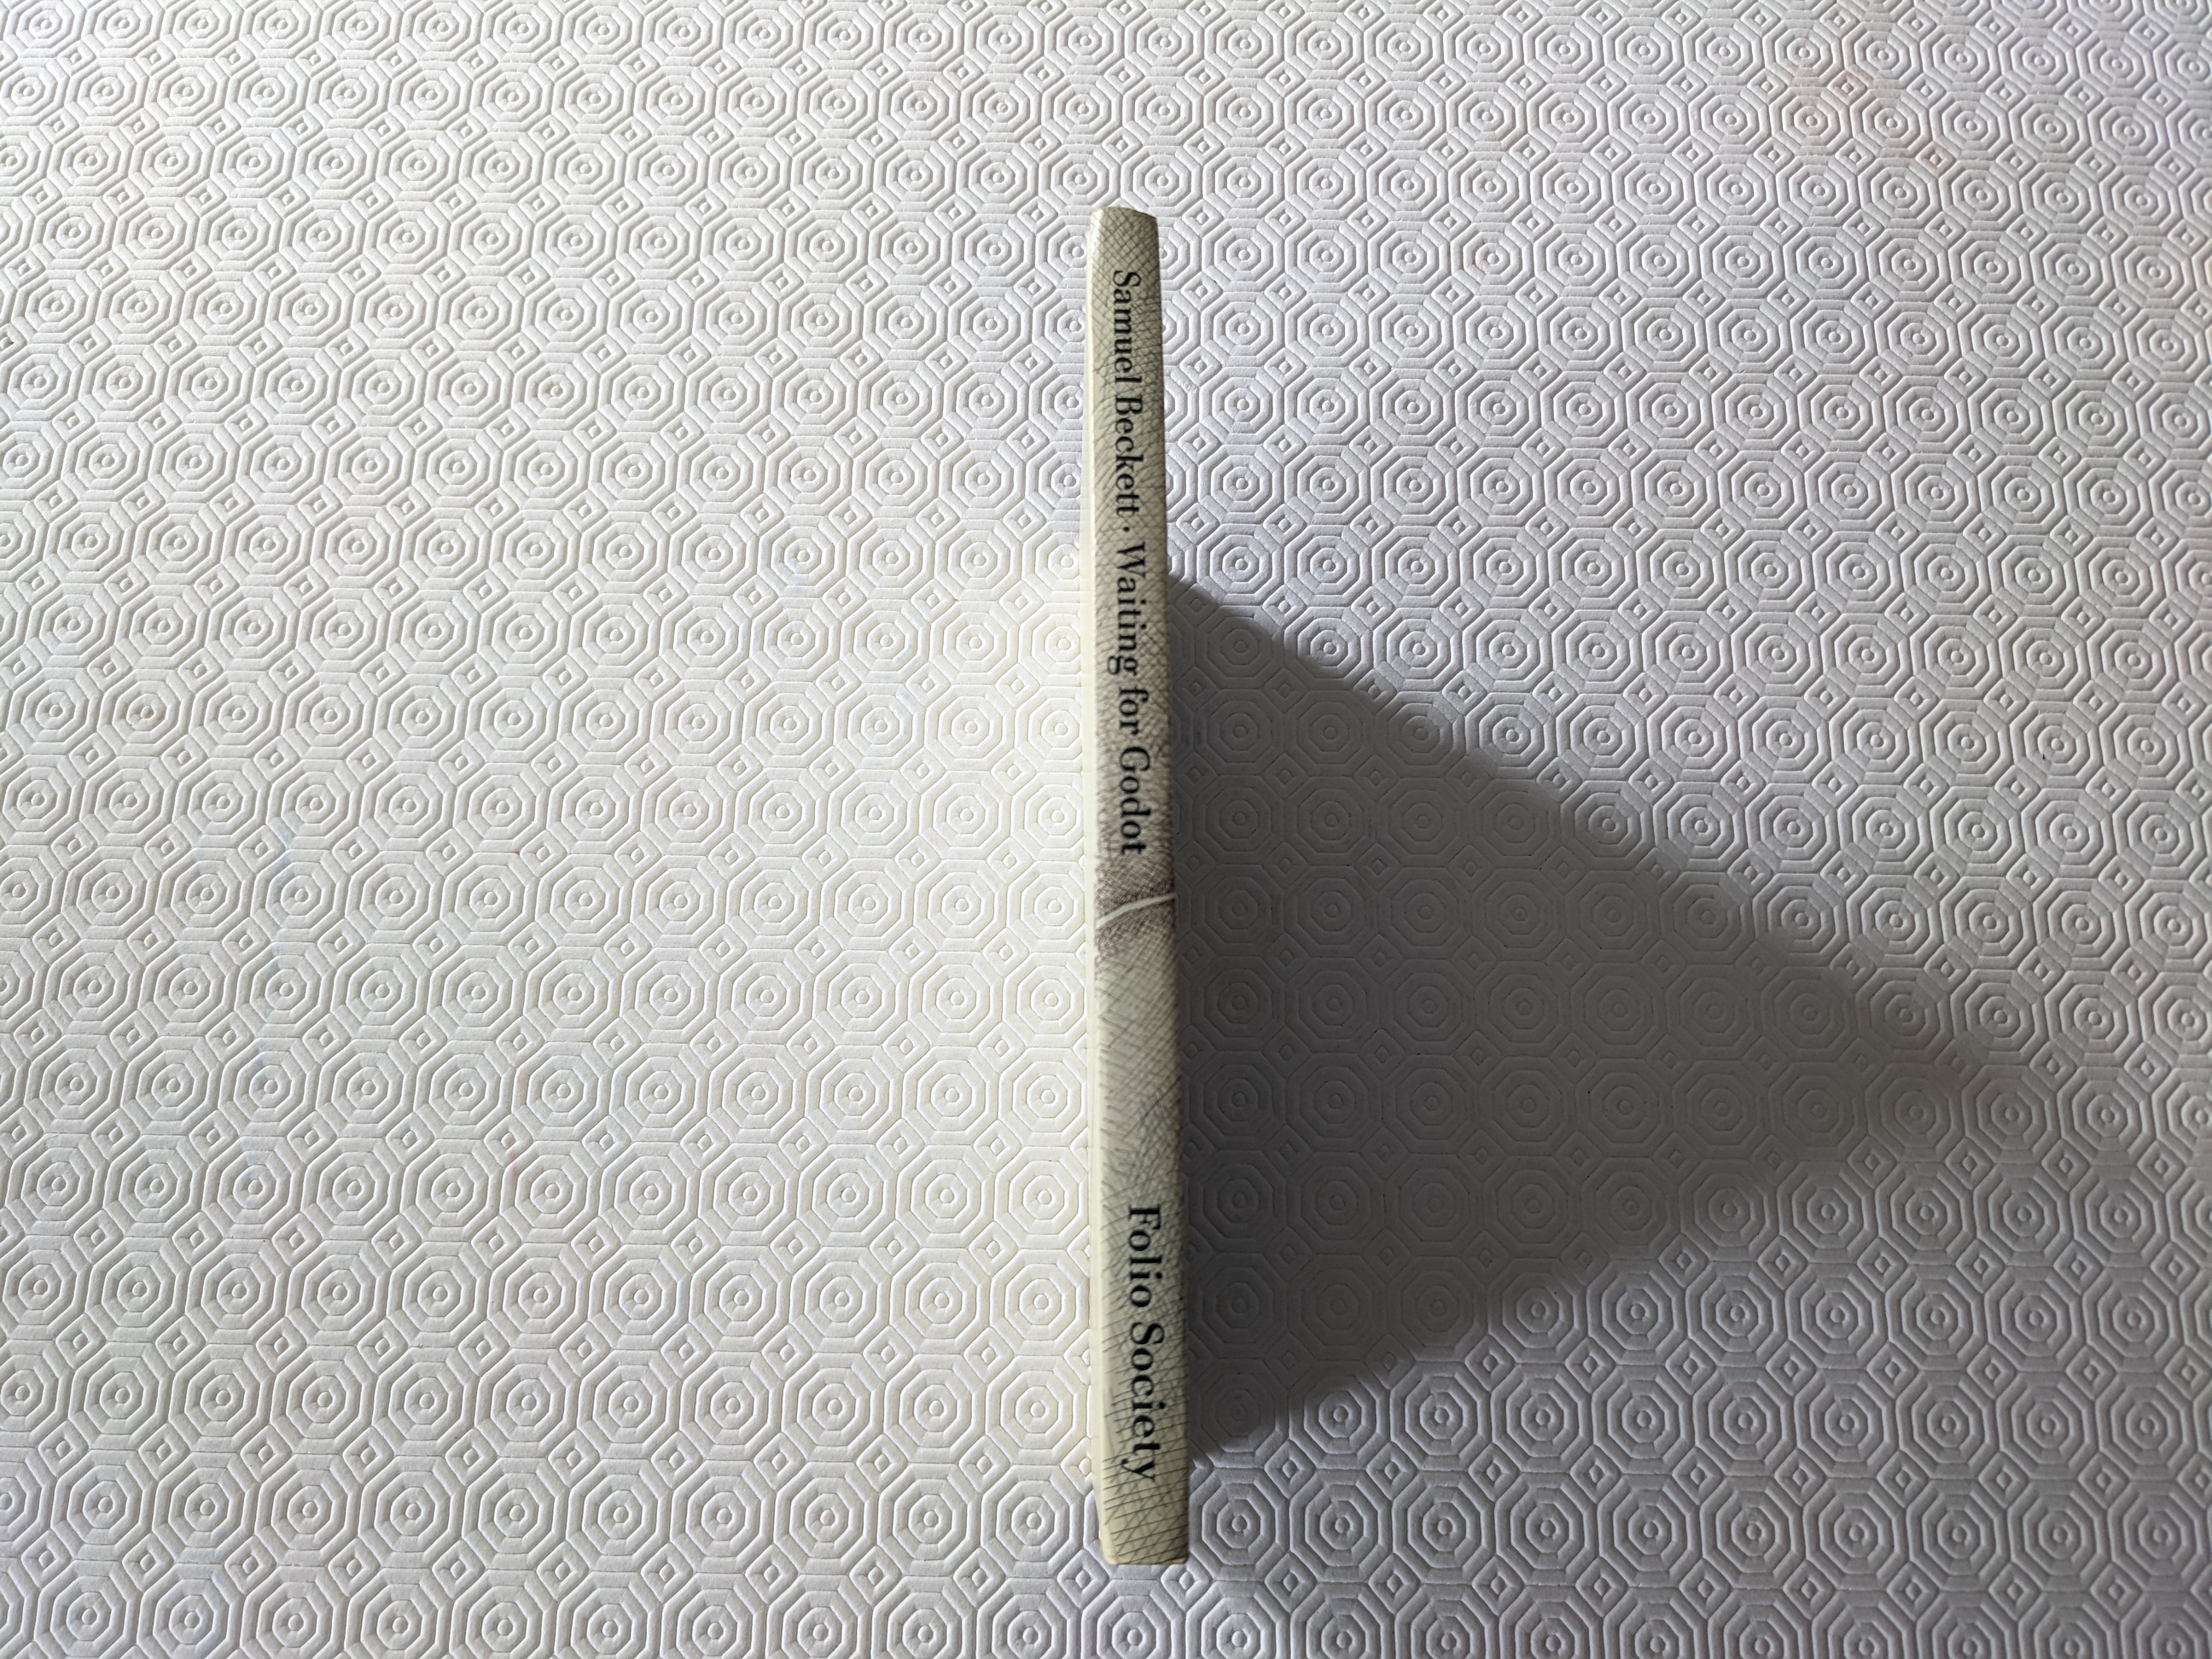 Samuel Beckett · Waiting for Godot
Folio Society